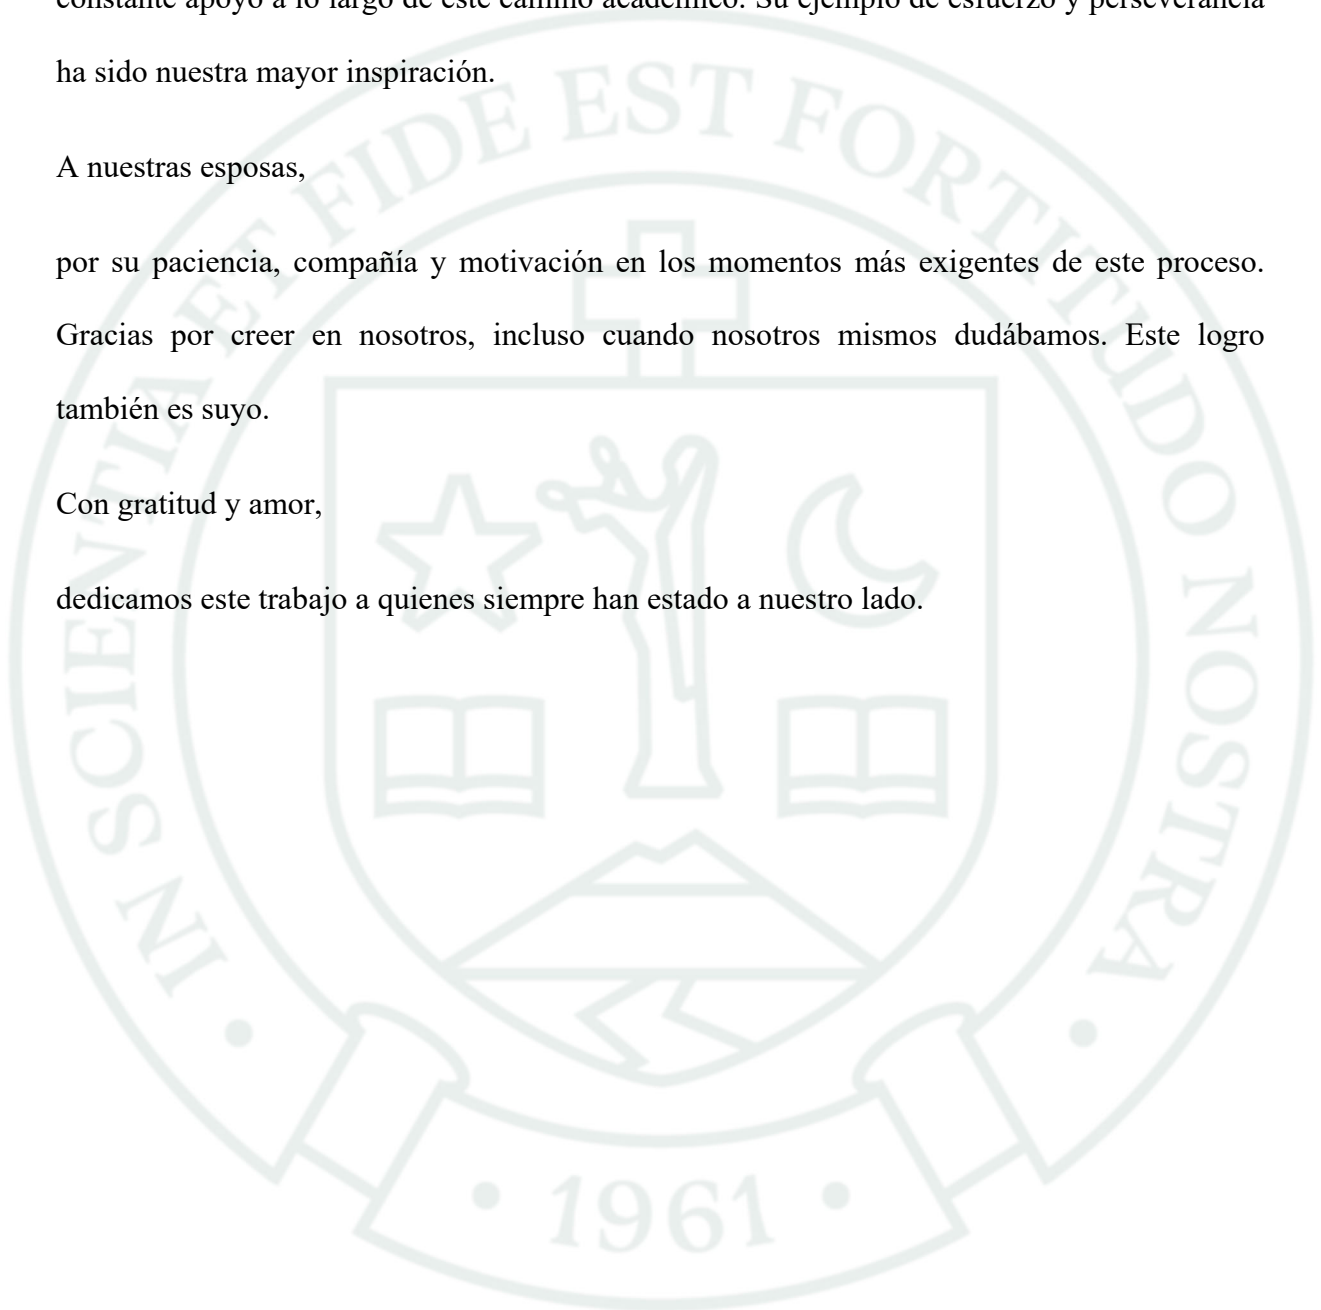 constante apoyo a lo largo de este camino académico. Su ejemplo de esfuerzo y perseverancia
ha sido nuestra mayor inspiración.
A nuestras esposas,
por su paciencia, compañía y motivación en los momentos más exigentes de este proceso.
Gracias por creer en nosotros, incluso cuando nosotros mismos dudábamos. Este logro
también es suyo.
Con gratitud y amor,
dedicamos este trabajo a quienes siempre han estado a nuestro lado.
IN SCIENTIA ET FIDE EST FORTITUDO NOSTRA
• 1961 •